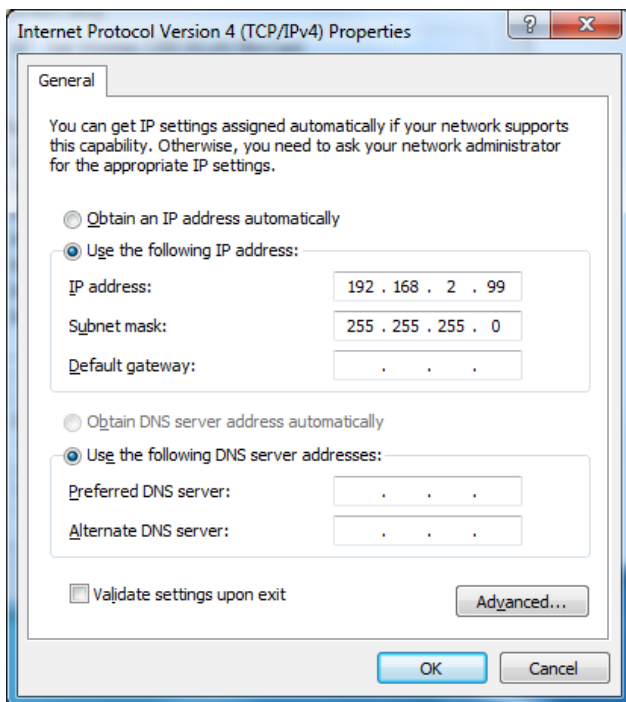 Internet Protocol Version 4 (TCP/IPv4) Properties
General
You can get IP settings assigned automatically if your network supports
this capability. Otherwise, you need to ask your network administrator
for the appropriate IP settings.
Obtain an IP address automatically
Use the following IP address:
IP address: 192 . 168 . 2 . 99
Subnet mask: 255 . 255 . 255 . 0
Default gateway: . . .
Obtain DNS server address automatically
Use the following DNS server addresses:
Preferred DNS server: . . .
Alternate DNS server: . . .
Validate settings upon exit
Advanced...
OK Cancel